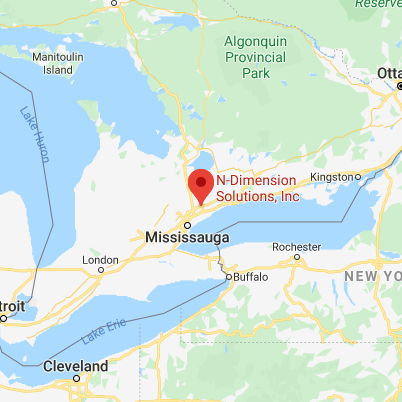 Reserve
Algonquin
Provincial
Park
Manitoulin
Island
Otta
Lake Huron
N-Dimension
Solutions, Inc
Kingston
Mississauga
Rochester
London
Buffalo
NEW YO
troit
Lake Erie
Cleveland